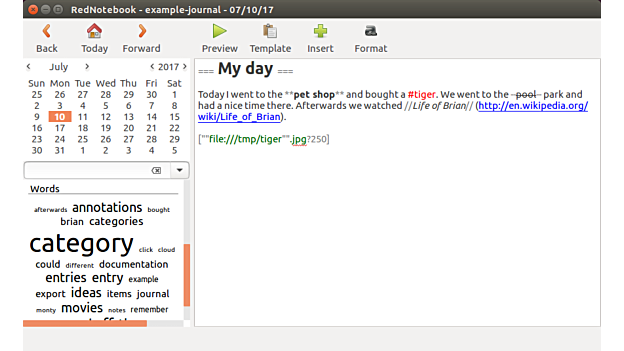 RedNotebook - example-journal - 07/10/17
Back Today Forward Preview Template Insert Format
< July > < 2017 >
Sun Mon Tue Wed Thu Fri Sat
25 26 27 28 29 30 1
2 3 4 5 6 7 8
9 10 11 12 13 14 15
16 17 18 19 20 21 22
23 24 25 26 27 28 29
30 31 1 2 3 4 5
Words
afterwards annotations bought
brian categories
category click cloud
could different documentation
entries entry example
export ideas items journal
monty movies notes remember
=== My day ===
Today I went to the **pet shop** and bought a #tiger. We went to the --pool-- park and
had a nice time there. Afterwards we watched //Life of Brian// (http://en.wikipedia.org/
wiki/Life_of_Brian).
[""file:///tmp/tiger"".jpg?250]